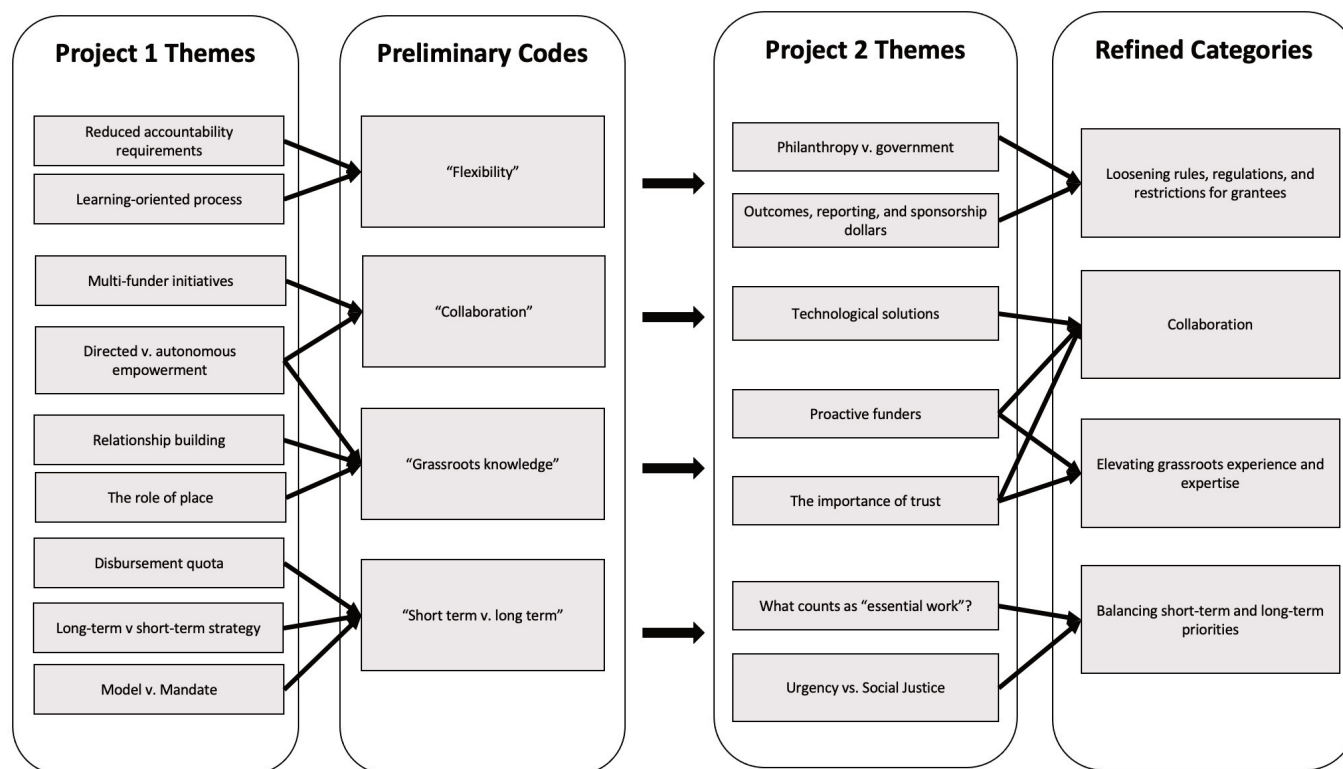 Project 1 Themes
Reduced accountability
requirements
Learning-oriented process
Multi-funder initiatives
Directed v. autonomous
empowerment
Relationship building
The role of place
Disbursement quota
Long-term v short-term strategy
Model v. Mandate
Preliminary Codes
“Flexibility”
“Collaboration”
“Grassroots knowledge”
“Short term v. long term”
Project 2 Themes
Philanthropy v. government
Outcomes, reporting, and sponsorship
dollars
Technological solutions
Proactive funders
The importance of trust
What counts as “essential work”?
Urgency vs. Social Justice
Refined Categories
Loosening rules, regulations, and
restrictions for grantees
Collaboration
Elevating grassroots experience and
expertise
Balancing short-term and long-term
priorities